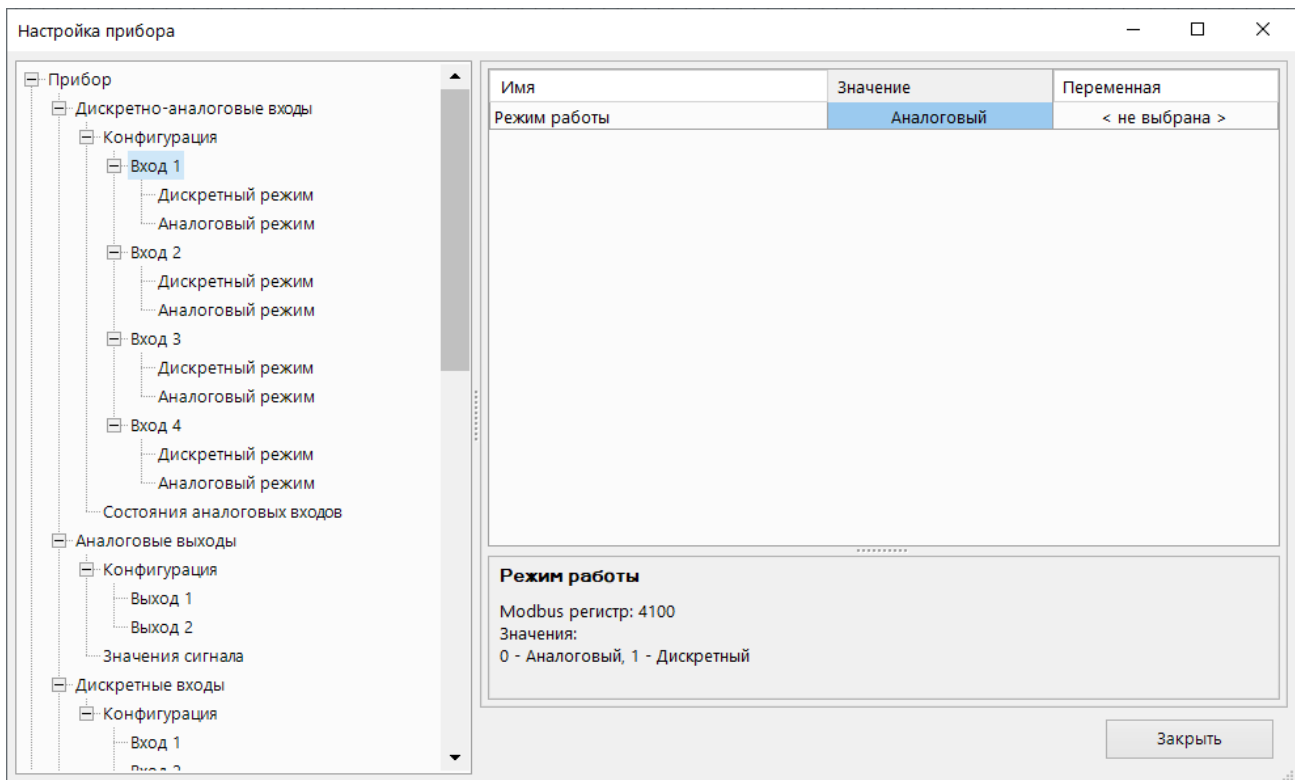 Настройка прибора
Прибор
Дискретно-аналоговые входы
Конфигурация
Вход 1
Дискретный режим
Аналоговый режим
Вход 2
Дискретный режим
Аналоговый режим
Вход 3
Дискретный режим
Аналоговый режим
Вход 4
Дискретный режим
Аналоговый режим
Состояния аналоговых входов
Аналоговые выходы
Конфигурация
Выход 1
Выход 2
Значения сигнала
Дискретные входы
Конфигурация
Вход 1
Вход 2
Имя Значение Переменная
Режим работы Аналоговый < не выбрана >
Режим работы
Modbus регистр: 4100
Значения:
0 - Аналоговый, 1 - Дискретный
Закрыть